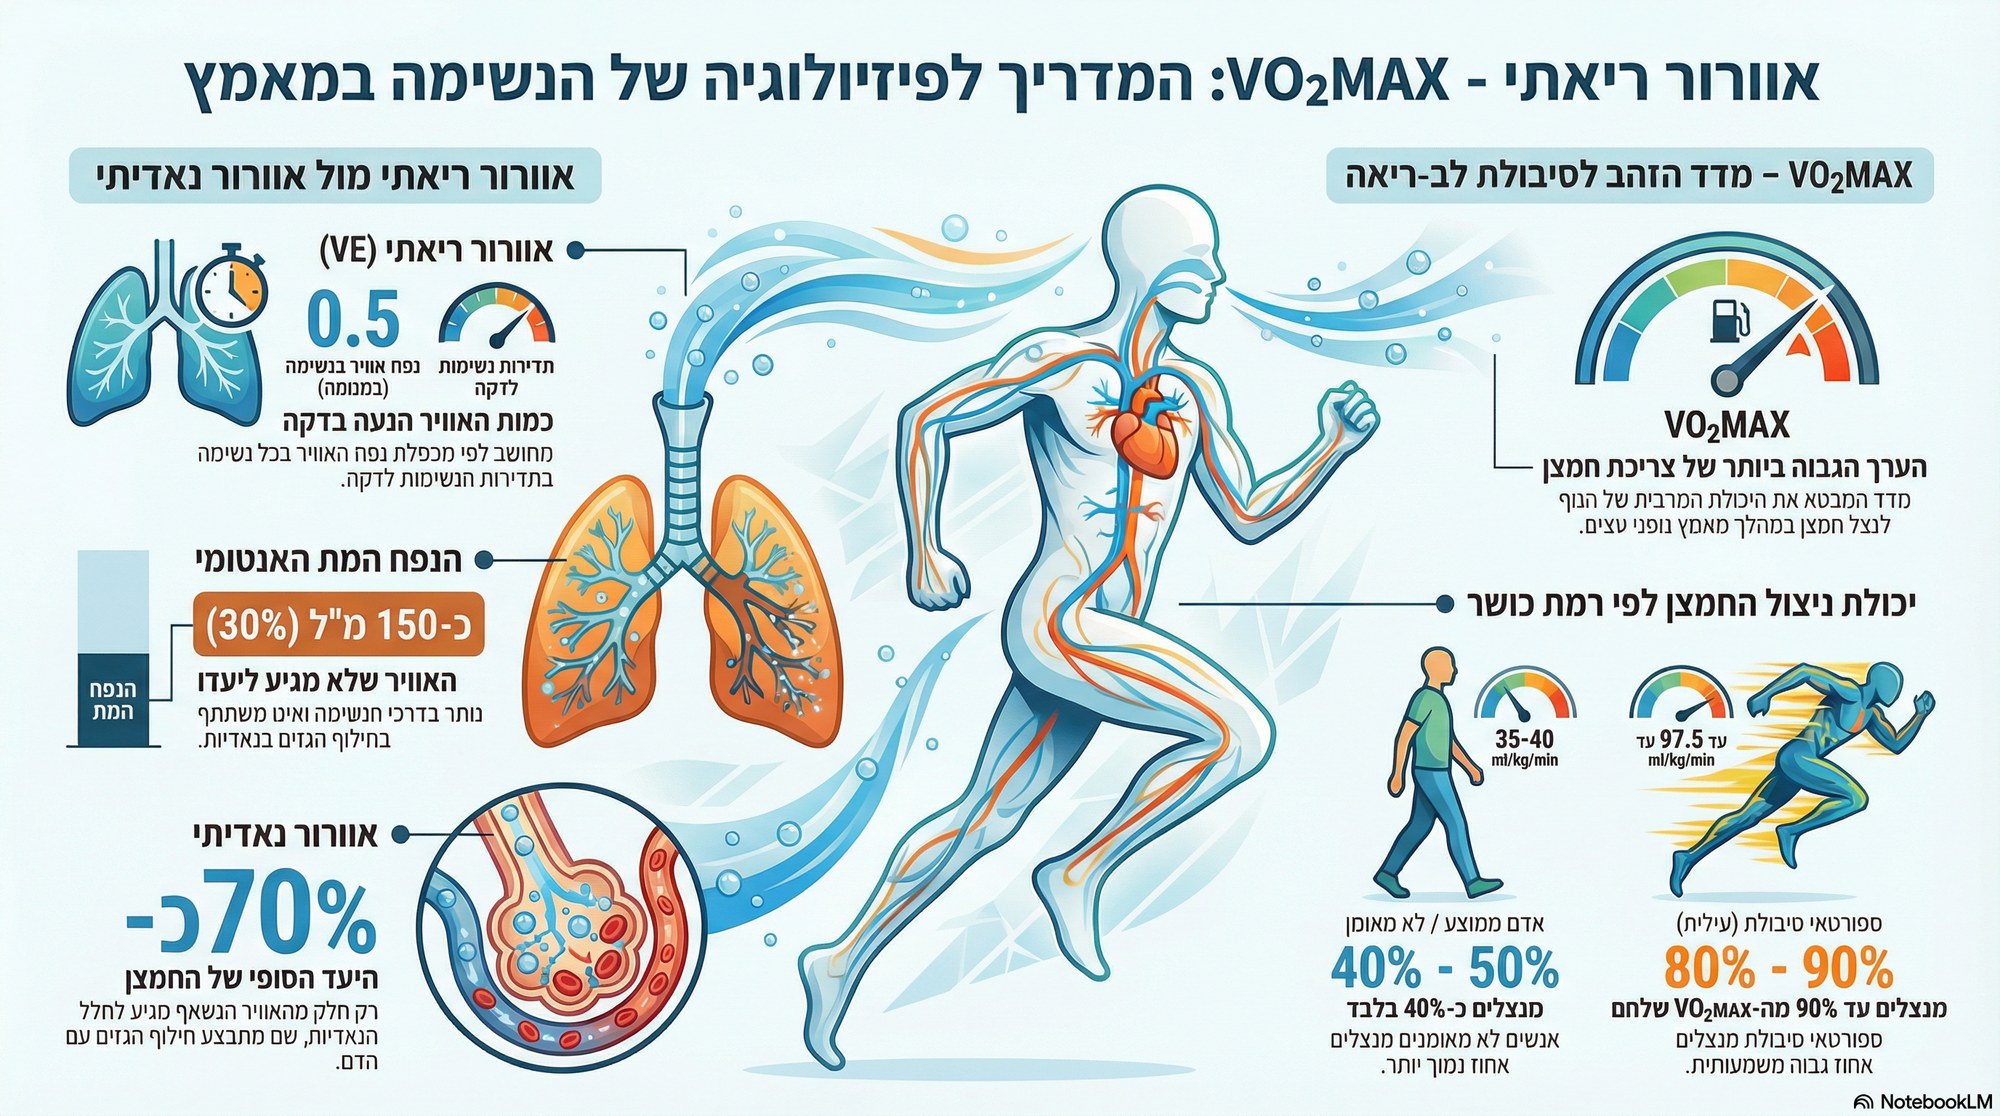 אוורור ריאתי - VO₂MAX: המדריך לפיזיולוגיה של הנשימה במאמץ
VO₂MAX – מדד הזהב לסיבולת לב-ריאה
VO₂MAX
הערך הגבוה ביותר של צריכת חמצן
מדד המבטא את היכולת המרבית של הגוף
לנצל חמצן במהלך מאמץ גופני עצים.
יכולת ניצול החמצן לפי רמת כושר
עד 97.5 עד
ml/kg/min
ספורטאי סיבולת (עילית)
80% - 90%
מנצלים עד 90% מה-VO₂MAX שלחם
ספורטאי סיבולת מנצלים
אחוז גבוה משמעותית.
35-40
ml/kg/min
אדם ממוצע / לא מאומן
40% - 50%
מנצלים כ-40% בלבד
אנשים לא מאומנים מנצלים
אחוז נמוך יותר.
אוורור ריאתי מול אוורור נאדיתי
אוורור ריאתי (VE)
תדירות נשימות
לדקה
0.5
נפח אוויר בנשימה
(במנומה)
כמות האוויר הנעה בדקה
מחושב לפי מכפלת נפח האוויר בכל נשימה
בתדירות הנשימות לדקה.
הנפח המת האנטומי
כ-150 מ"ל (30%)
האוויר שלא מגיע ליעדו
נותר בדרכי חנשימה ואינו משתתף
בחילוף הגזים בנאדיות.
הנפח
המת
אוורור נאדיתי
כ-70%
היעד הסופי של החמצן
רק חלק מהאוויר הנשאף מגיע לחלל
הנאדיות, שם מתבצע חילוף הגזים עם
הדם.
NotebookLM